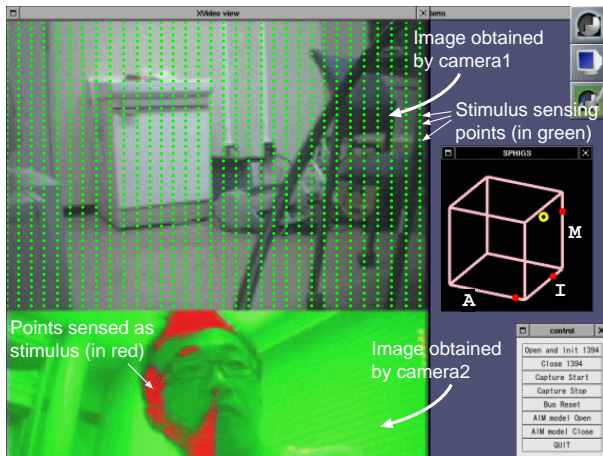 XVideo view
term
Image obtained
by camera1
Stimulus sensing
points (in green)
SPHIGS
M
I
A
Points sensed as
stimulus (in red)
Image obtained
by camera2
control
Open and Init 1394
Close 1394
Capture Start
Capture Stop
Bus Reset
AIM model Open
AIM model Close
QUIT